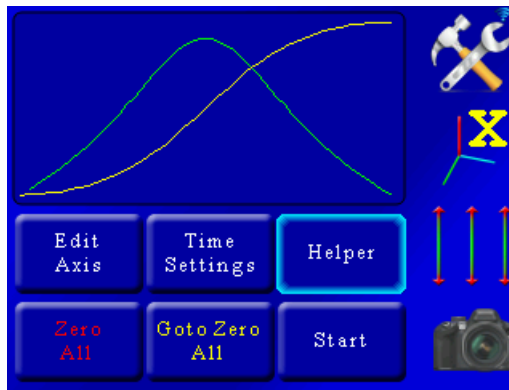 X
Edit
Axis
Time
Settings
Helper
Zero
All
Goto Zero
All
Start